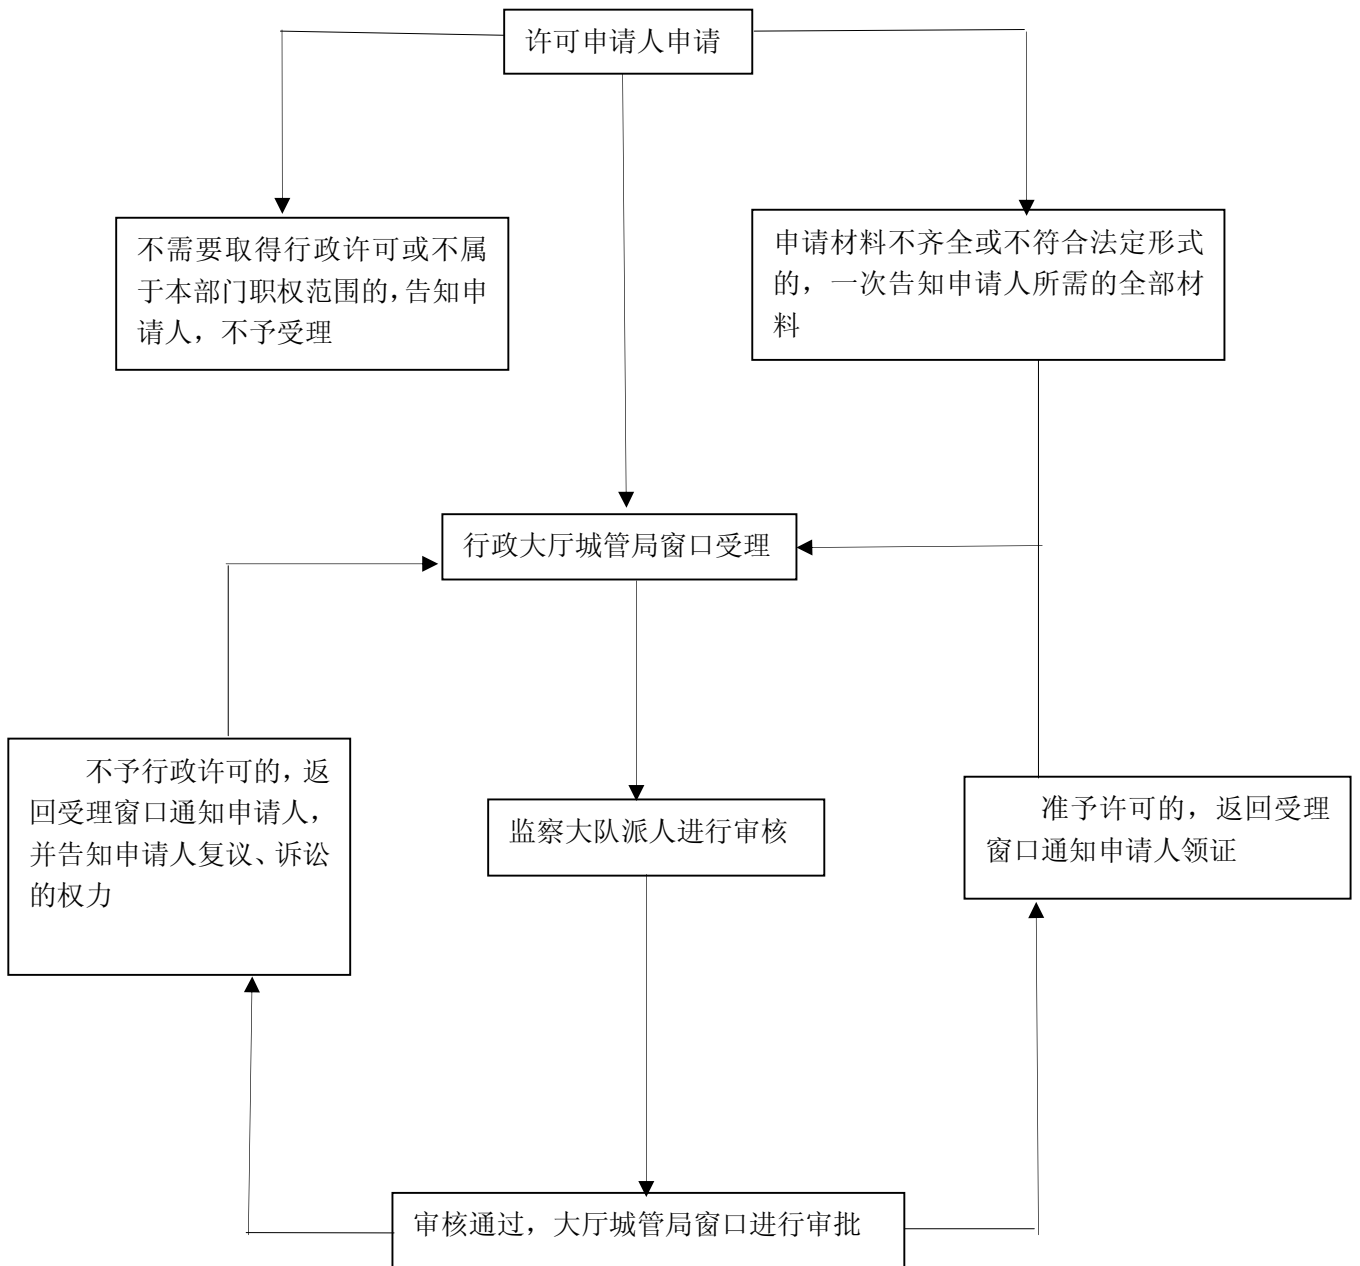 许可申请人申请
不需要取得行政许可或不属
于本部门职权范围的，告知申
请人，不予受理
申请材料不齐全或不符合法定形式
的，一次告知申请人所需的全部材
料
行政大厅城管局窗口受理
不予行政许可的，返
回受理窗口通知申请人，
并告知申请人复议、诉讼
的权力
监察大队派人进行审核
准予许可的，返回受理
窗口通知申请人领证
审核通过，大厅城管局窗口进行审批